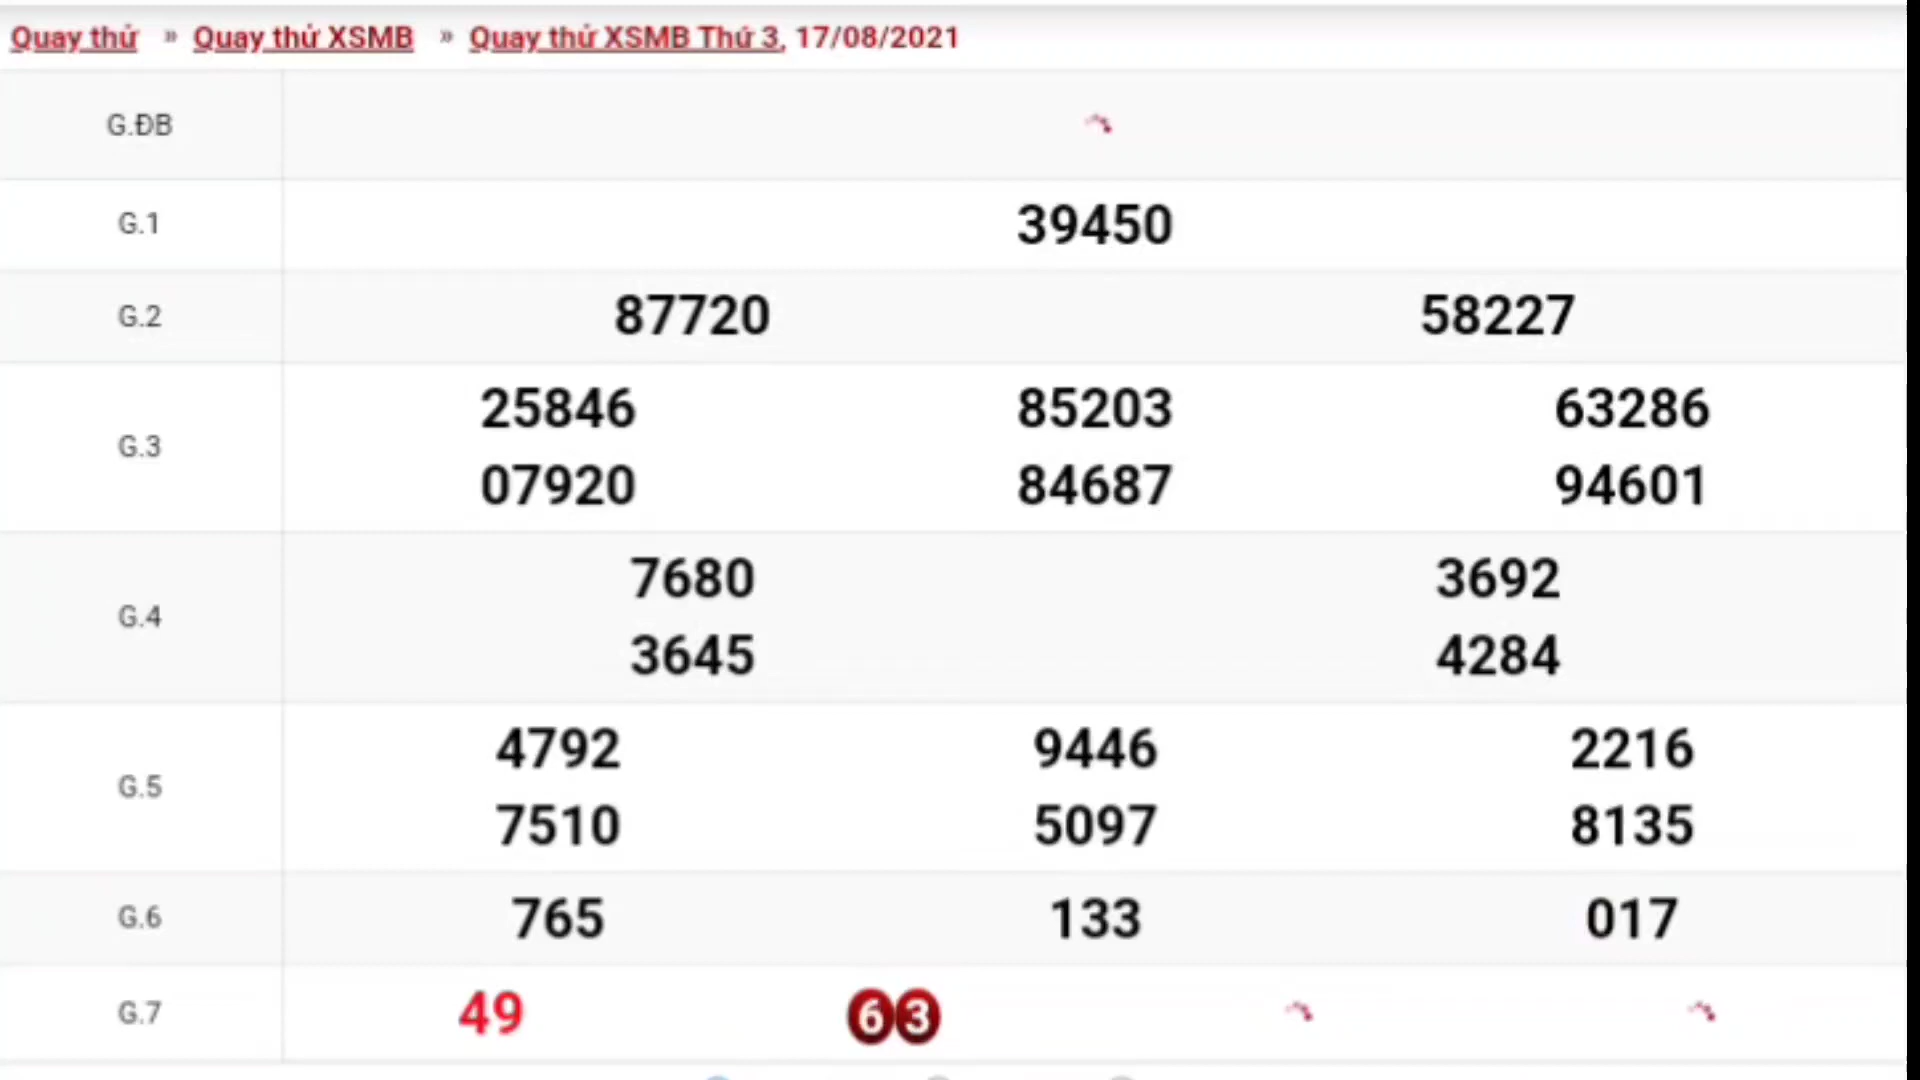 Quay thử » Quay thử XSMB » Quay thử XSMB Thứ 3, 17/08/2021
G.ĐB
G.1 39450
G.2 87720 58227
G.3
25846 85203 63286
07920 84687 94601
G.4
7680 3692
3645 4284
G.5
4792 9446 2216
7510 5097 8135
G.6 765 133 017
G.7 49 63